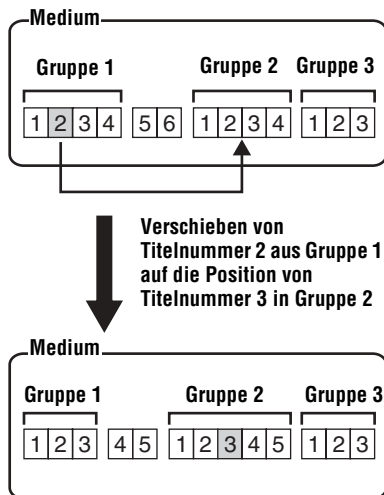 Medium
Gruppe 1 Gruppe 2 Gruppe 3
1 2 3 4 5 6 1 2 3 4 1 2 3
Verschieben von
Titelnummer 2 aus Gruppe 1
auf die Position von
Titelnummer 3 in Gruppe 2
Medium
Gruppe 1 Gruppe 2 Gruppe 3
1 2 3 4 5 1 2 3 4 5 1 2 3